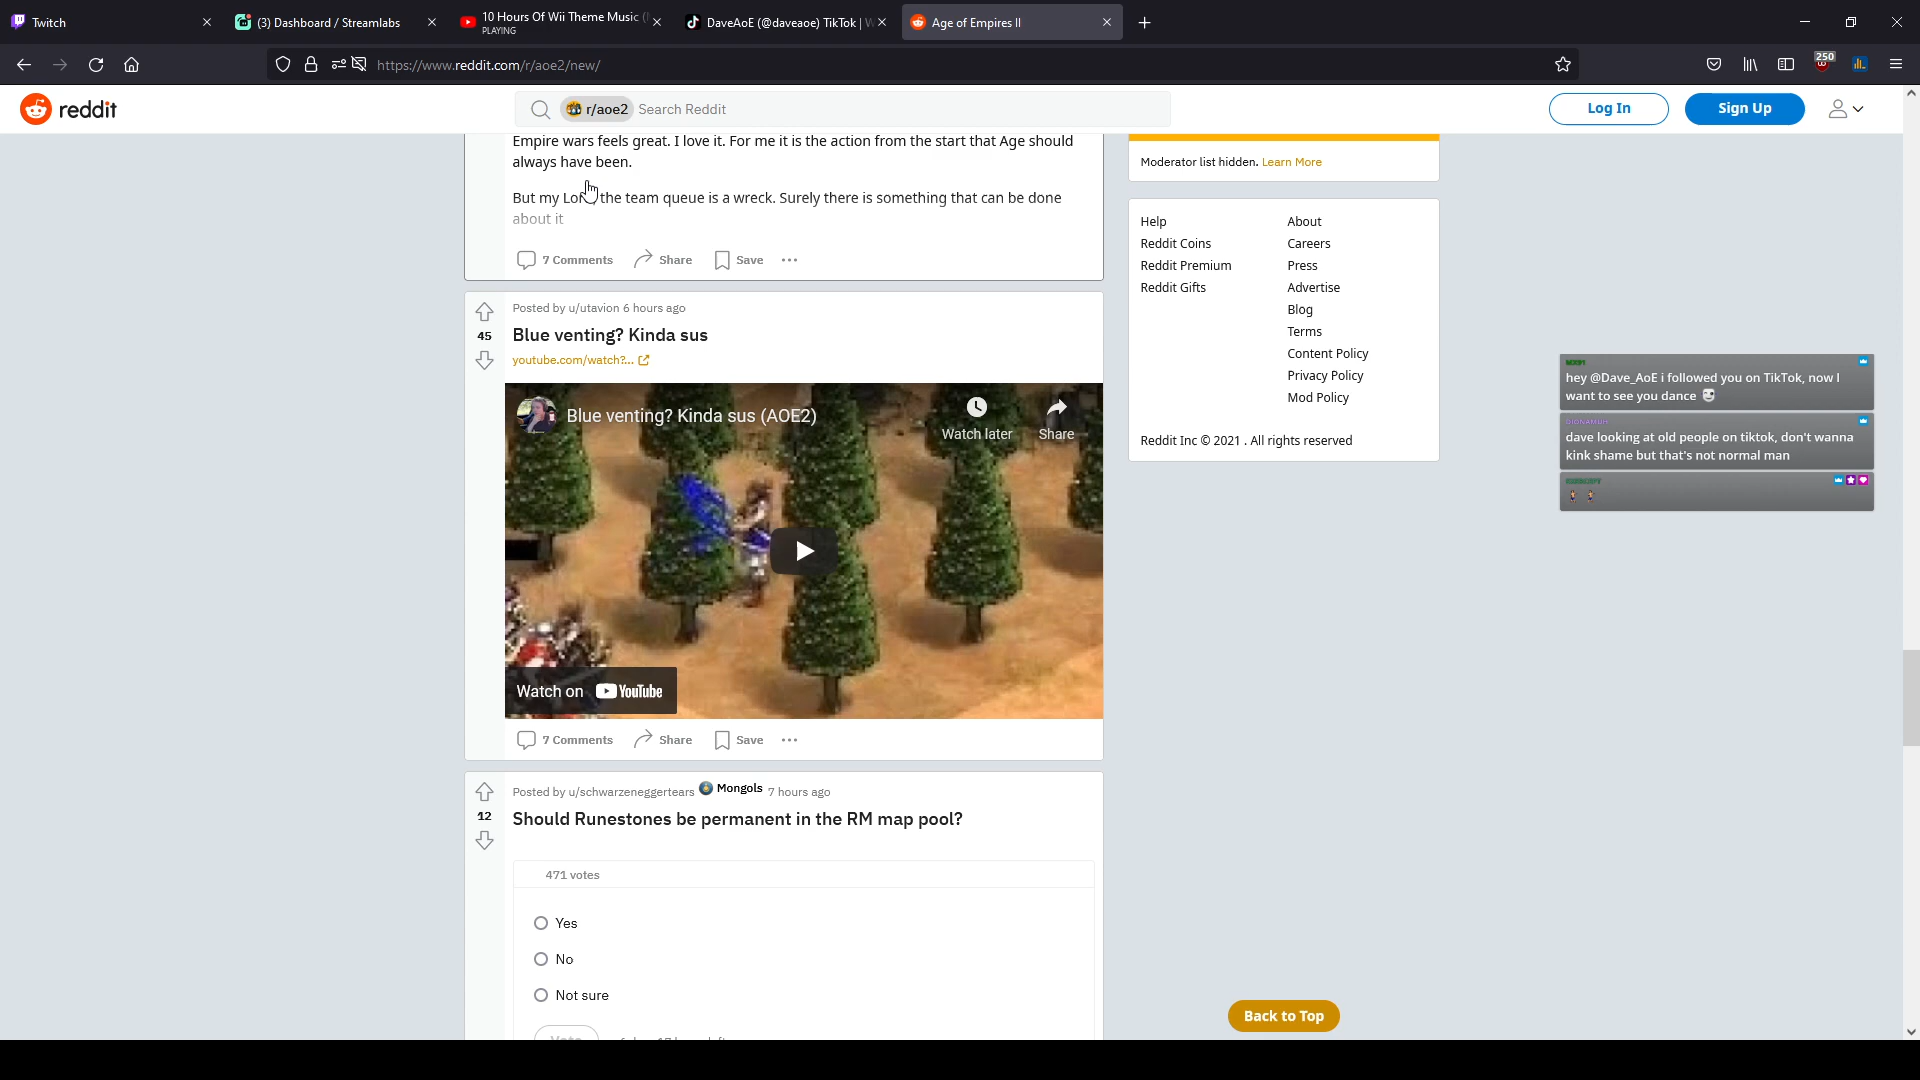 Twitch
(3) Dashboard / Streamlabs
10 Hours Of Wii Theme Music (
PLAYING
DaveAoE (@daveaoe) TikTok | W
Age of Empires II
https://www.reddit.com/r/aoe2/new/
250
reddit
r/aoe2
Search Reddit
Log In
Sign Up
Empire wars feels great. I love it. For me it is the action from the start that Age should
always have been.
But my Lord, the team queue is a wreck. Surely there is something that can be done
about it
7 Comments
Share
Save
Moderator list hidden. Learn More
Help
About
Reddit Coins
Careers
Reddit Premium
Press
Reddit Gifts
Advertise
Blog
Terms
Content Policy
Privacy Policy
Mod Policy
Reddit Inc © 2021 . All rights reserved
Posted by u/utavion 6 hours ago
45
Blue venting? Kinda sus
youtube.com/watch?...
Blue venting? Kinda sus (AOE2)
Watch later
Share
Watch on YouTube
7 Comments
Share
Save
hey @Dave_AoE i followed you on TikTok, now I
want to see you dance
dave looking at old people on tiktok, don't wanna
kink shame but that's not normal man
Posted by u/schwarzeneggertears Mongols 7 hours ago
12
Should Runestones be permanent in the RM map pool?
471 votes
Yes
No
Not sure
Back to Top